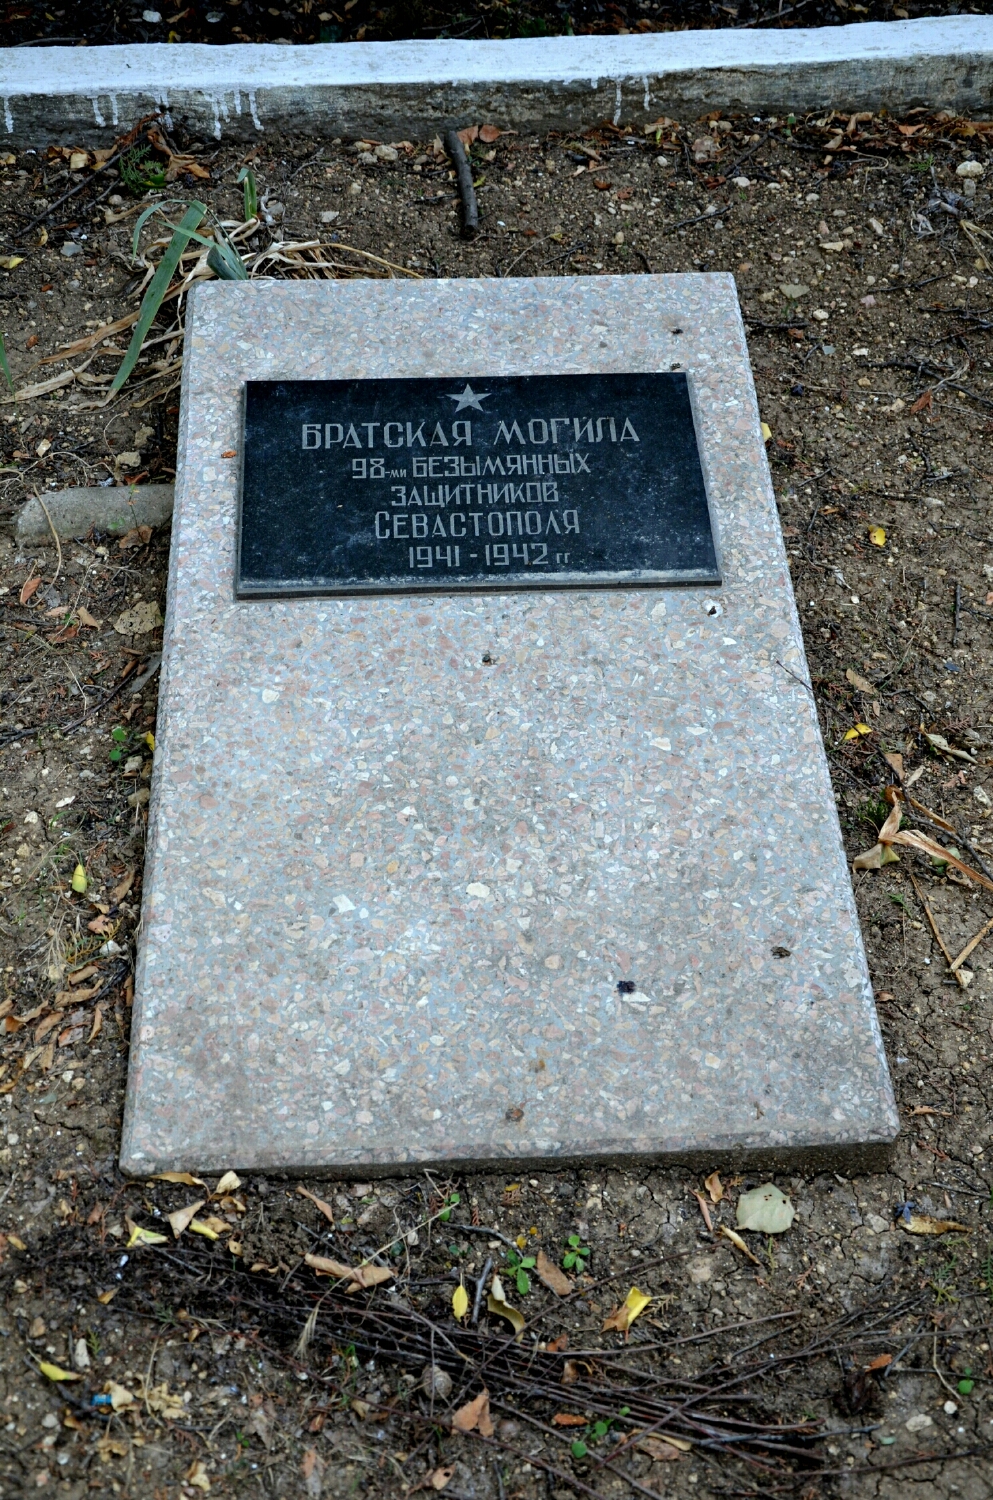 БРАТСКАЯ МОГИЛА
98-ми БЕЗЫМЯННЫХ
ЗАЩИТНИКОВ
СЕВАСТОПОЛЯ
1941 - 1942 гг